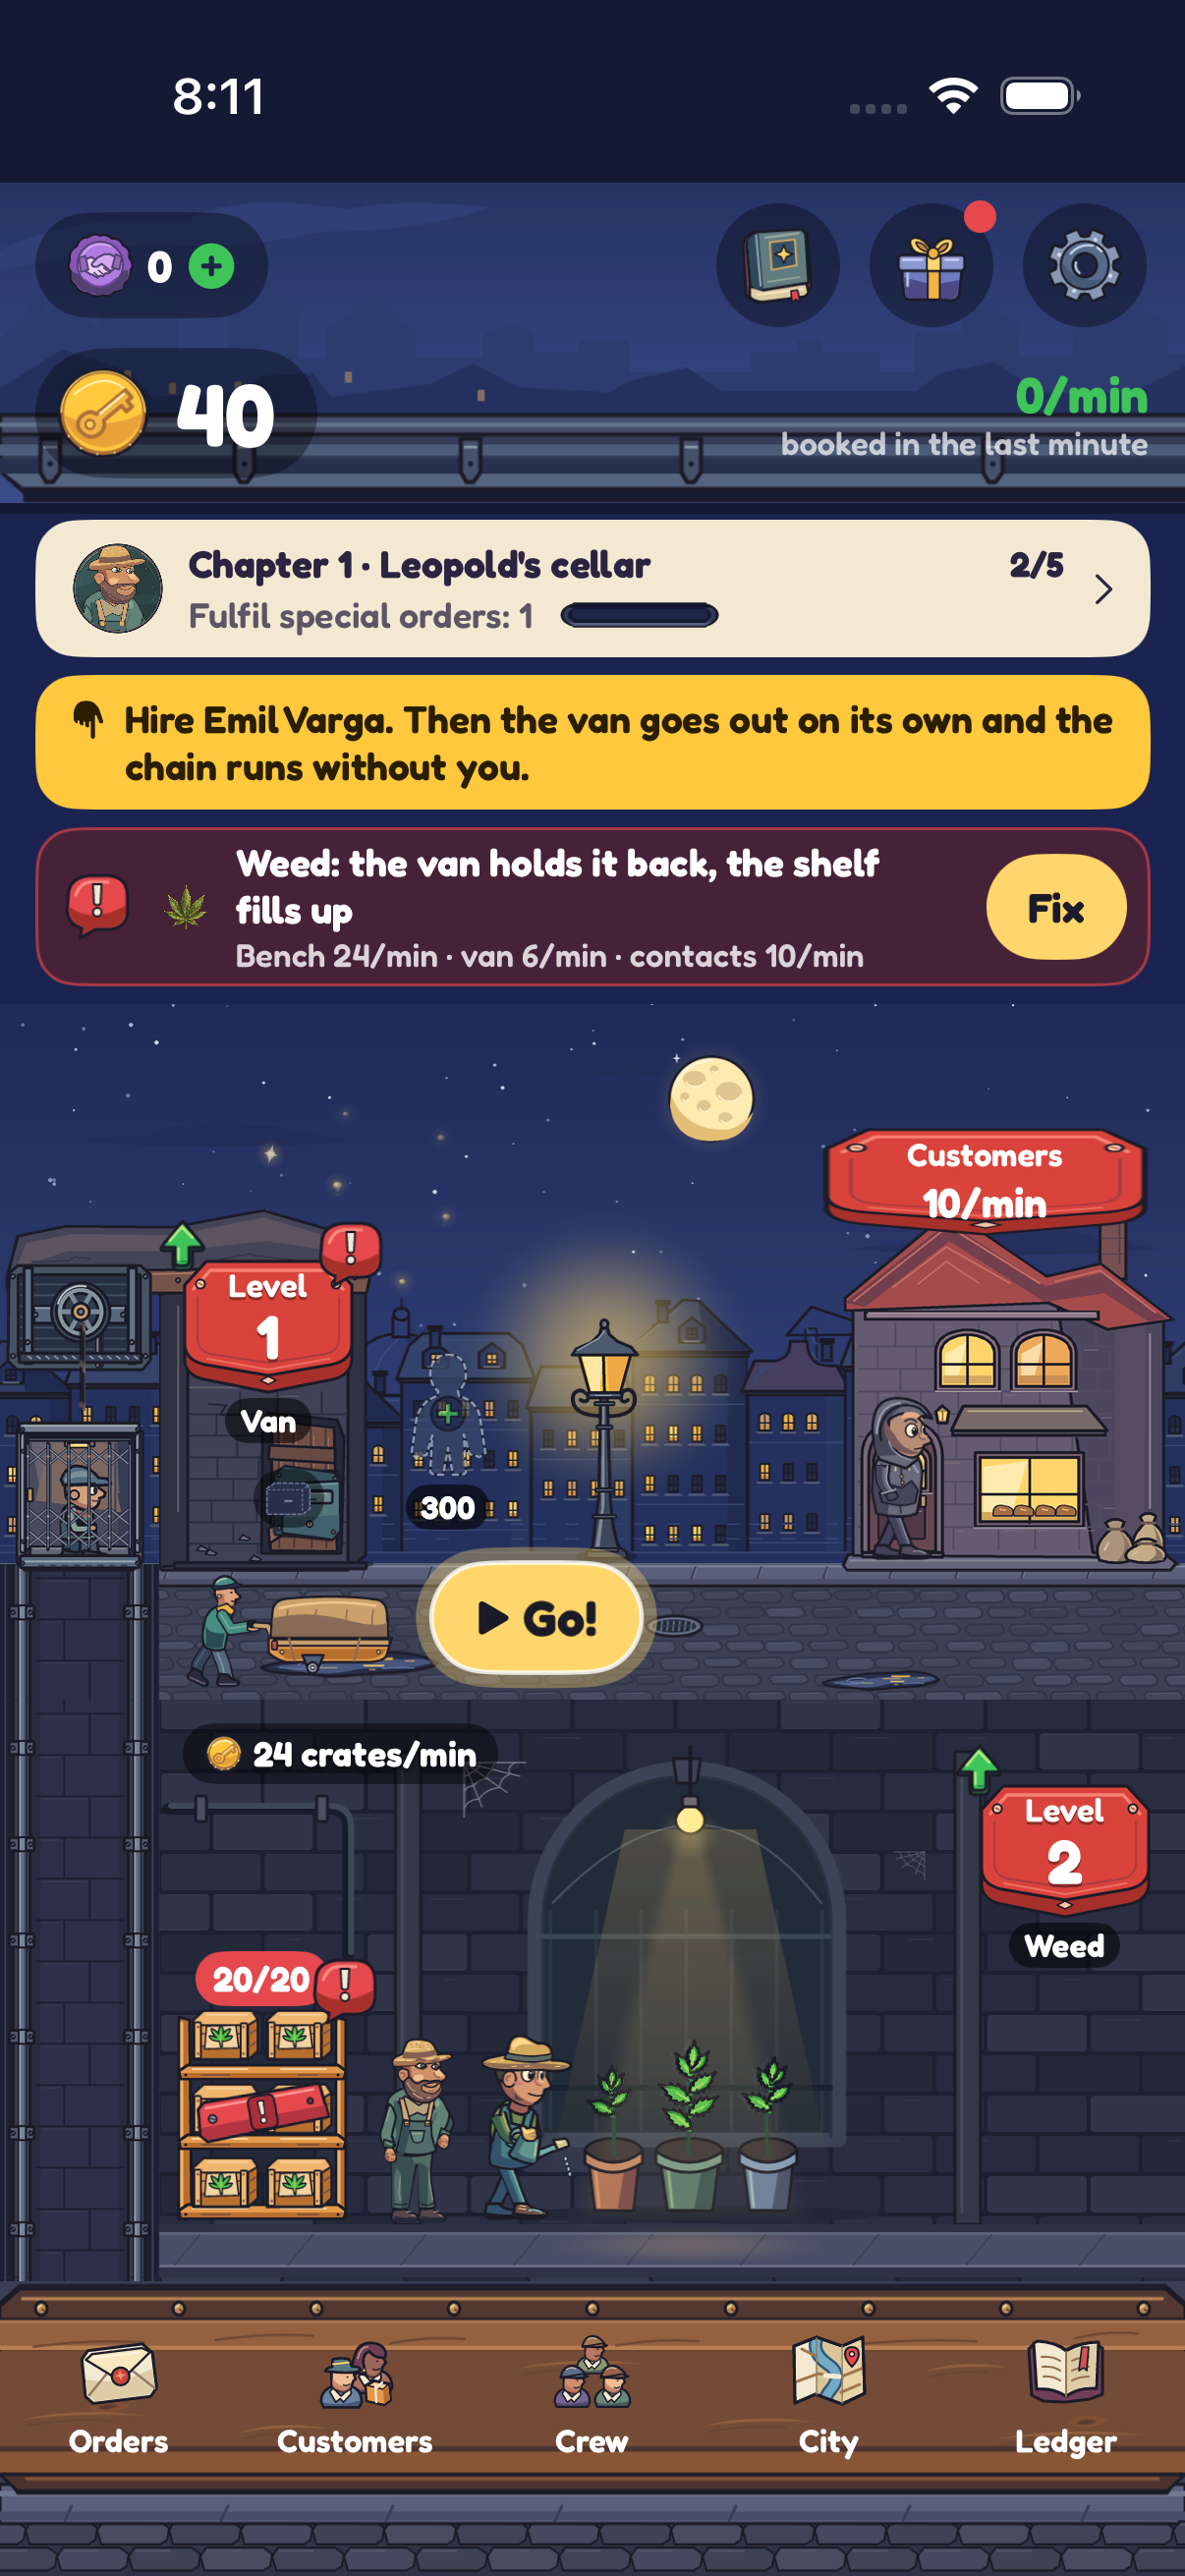 8:11
0
40
0/min
booked in the last minute
Chapter 1 · Leopold's cellar
2/5
Fulfil special orders: 1
Hire Emil Varga. Then the van goes out on its own and the
chain runs without you.
Weed: the van holds it back, the shelf
fills up
Bench 24/min · van 6/min · contacts 10/min
Fix
Customers
10/min
Level
1
Van
300
Go!
24 crates/min
Level
2
Weed
20/20
Orders
Customers
Crew
City
Ledger